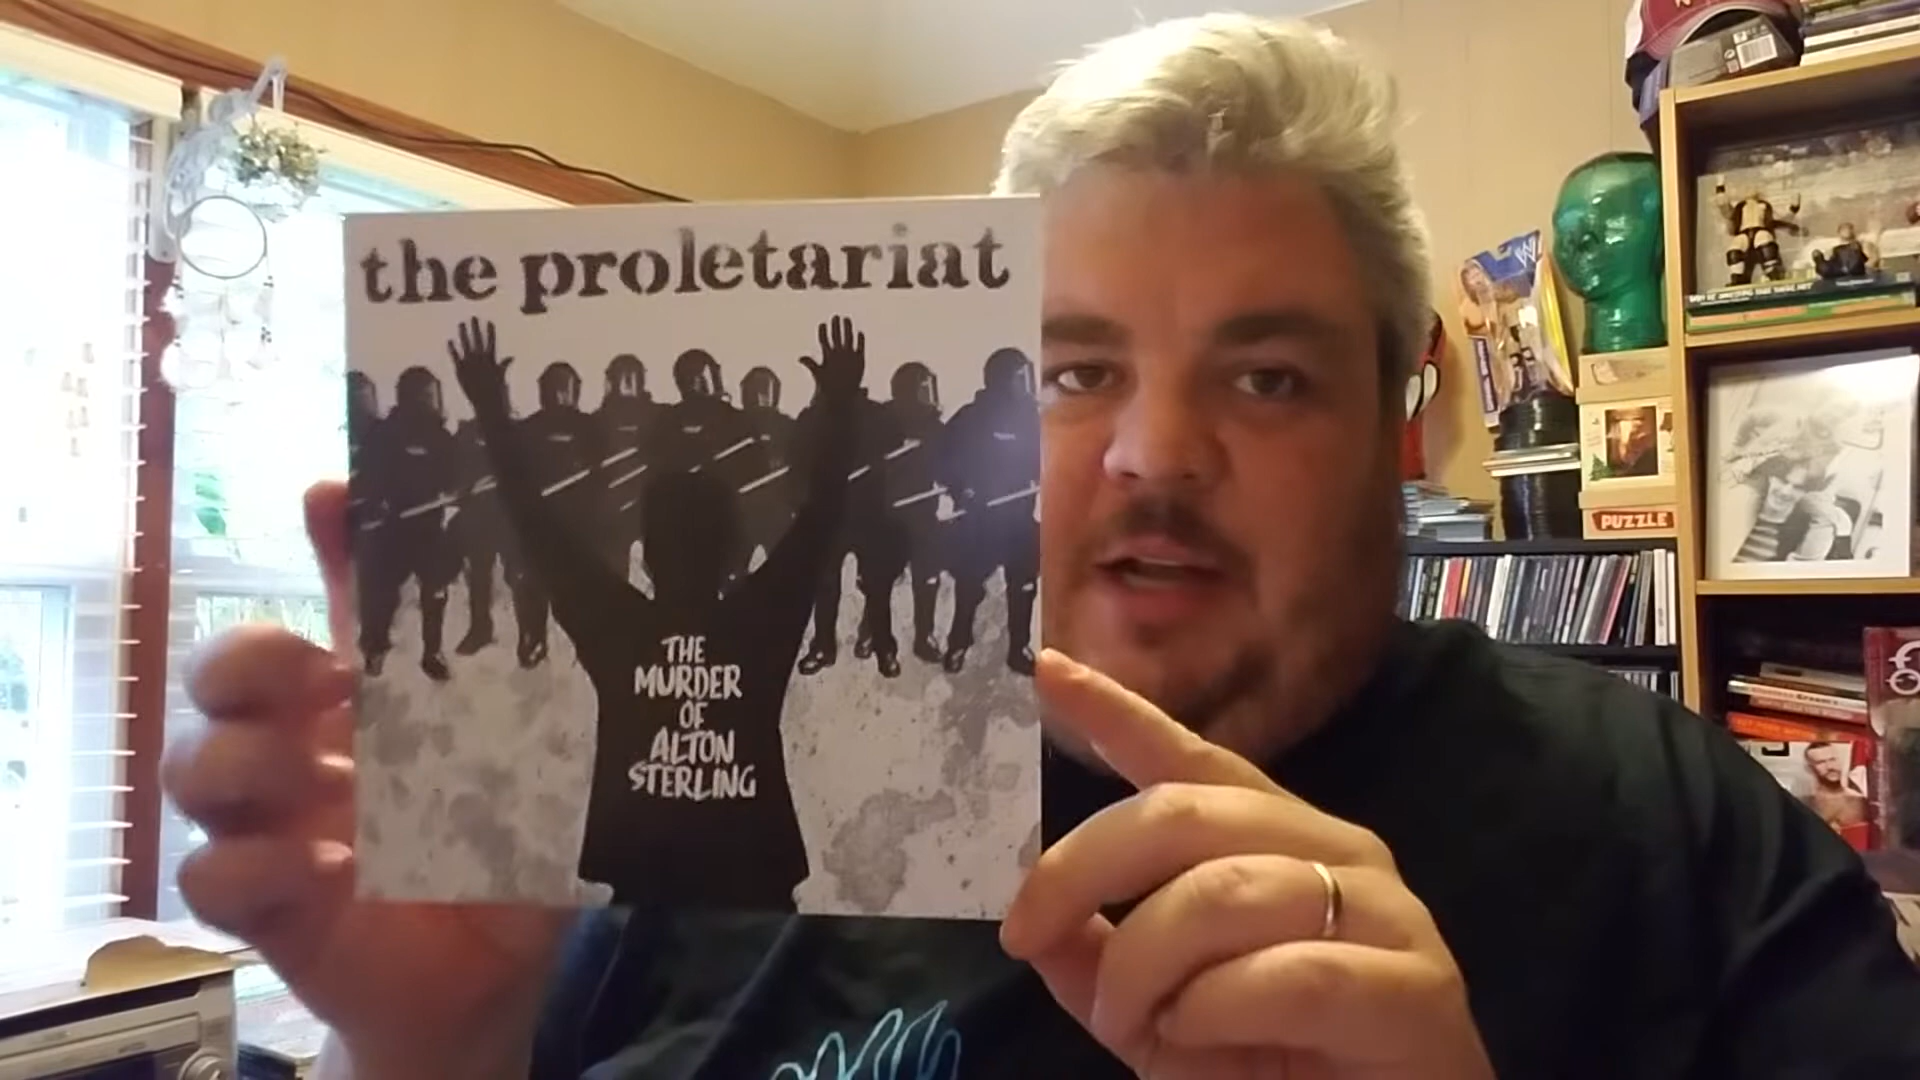 the proletariat
THE
MURDER
OF
ALTON
STERLING
PUZZLE